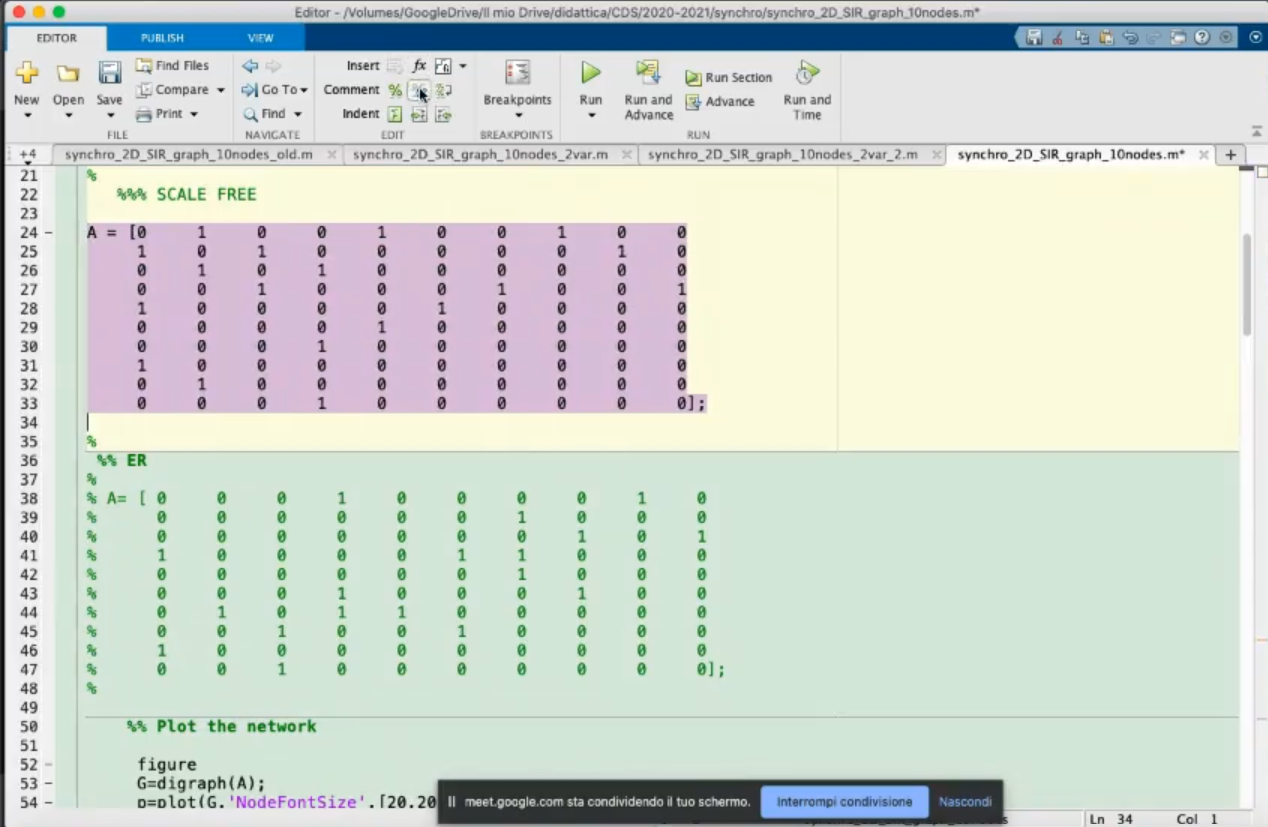 Editor - /Volumes/GoogleDrive/Il mio Drive/didattica/CDS/2020-2021/synchro/synchro_2D_SIR_graph_10nodes.m*
EDITOR PUBLISH VIEW
New Open Save Find Files Compare Print
Insert fx
Go To Comment %
Find Indent
Breakpoints Run Run and Advance Run Section Advance Run and Time
FILE NAVIGATE EDIT BREAKPOINTS RUN
+4 synchro_2D_SIR_graph_10nodes_old.m × synchro_2D_SIR_graph_10nodes_2var.m × synchro_2D_SIR_graph_10nodes_2var_2.m × synchro_2D_SIR_graph_10nodes.m* × +
21 %
22 %%% SCALE FREE
23
24 - A = [0 1 0 0 1 0 0 1 0 0
25 1 0 1 0 0 0 0 0 1 0
26 0 1 0 1 0 0 0 0 0 0
27 0 0 1 0 0 0 1 0 0 1
28 1 0 0 0 0 1 0 0 0 0
29 0 0 0 0 1 0 0 0 0 0
30 0 0 0 1 0 0 0 0 0 0
31 1 0 0 0 0 0 0 0 0 0
32 0 1 0 0 0 0 0 0 0 0
33 0 0 0 1 0 0 0 0 0 0];
34
35 %
36 %% ER
37 %
38 % A= [ 0 0 0 1 0 0 0 0 1 0
39 % 0 0 0 0 0 0 1 0 0 0
40 % 0 0 0 0 0 0 0 1 0 1
41 % 1 0 0 0 0 1 1 0 0 0
42 % 0 0 0 0 0 0 1 0 0 0
43 % 0 0 0 1 0 0 0 1 0 0
44 % 0 1 0 1 1 0 0 0 0 0
45 % 0 0 1 0 0 1 0 0 0 0
46 % 1 0 0 0 0 0 0 0 0 0
47 % 0 0 1 0 0 0 0 0 0 0];
48 %
49
50 %% Plot the network
51
52 - figure
53 - G=digraph(A);
54 - p=plot(G,'NodeFontSize',[20.20
meet.google.com sta condividendo il tuo schermo. Interrompi condivisione Nascondi
Ln 34 Col 1